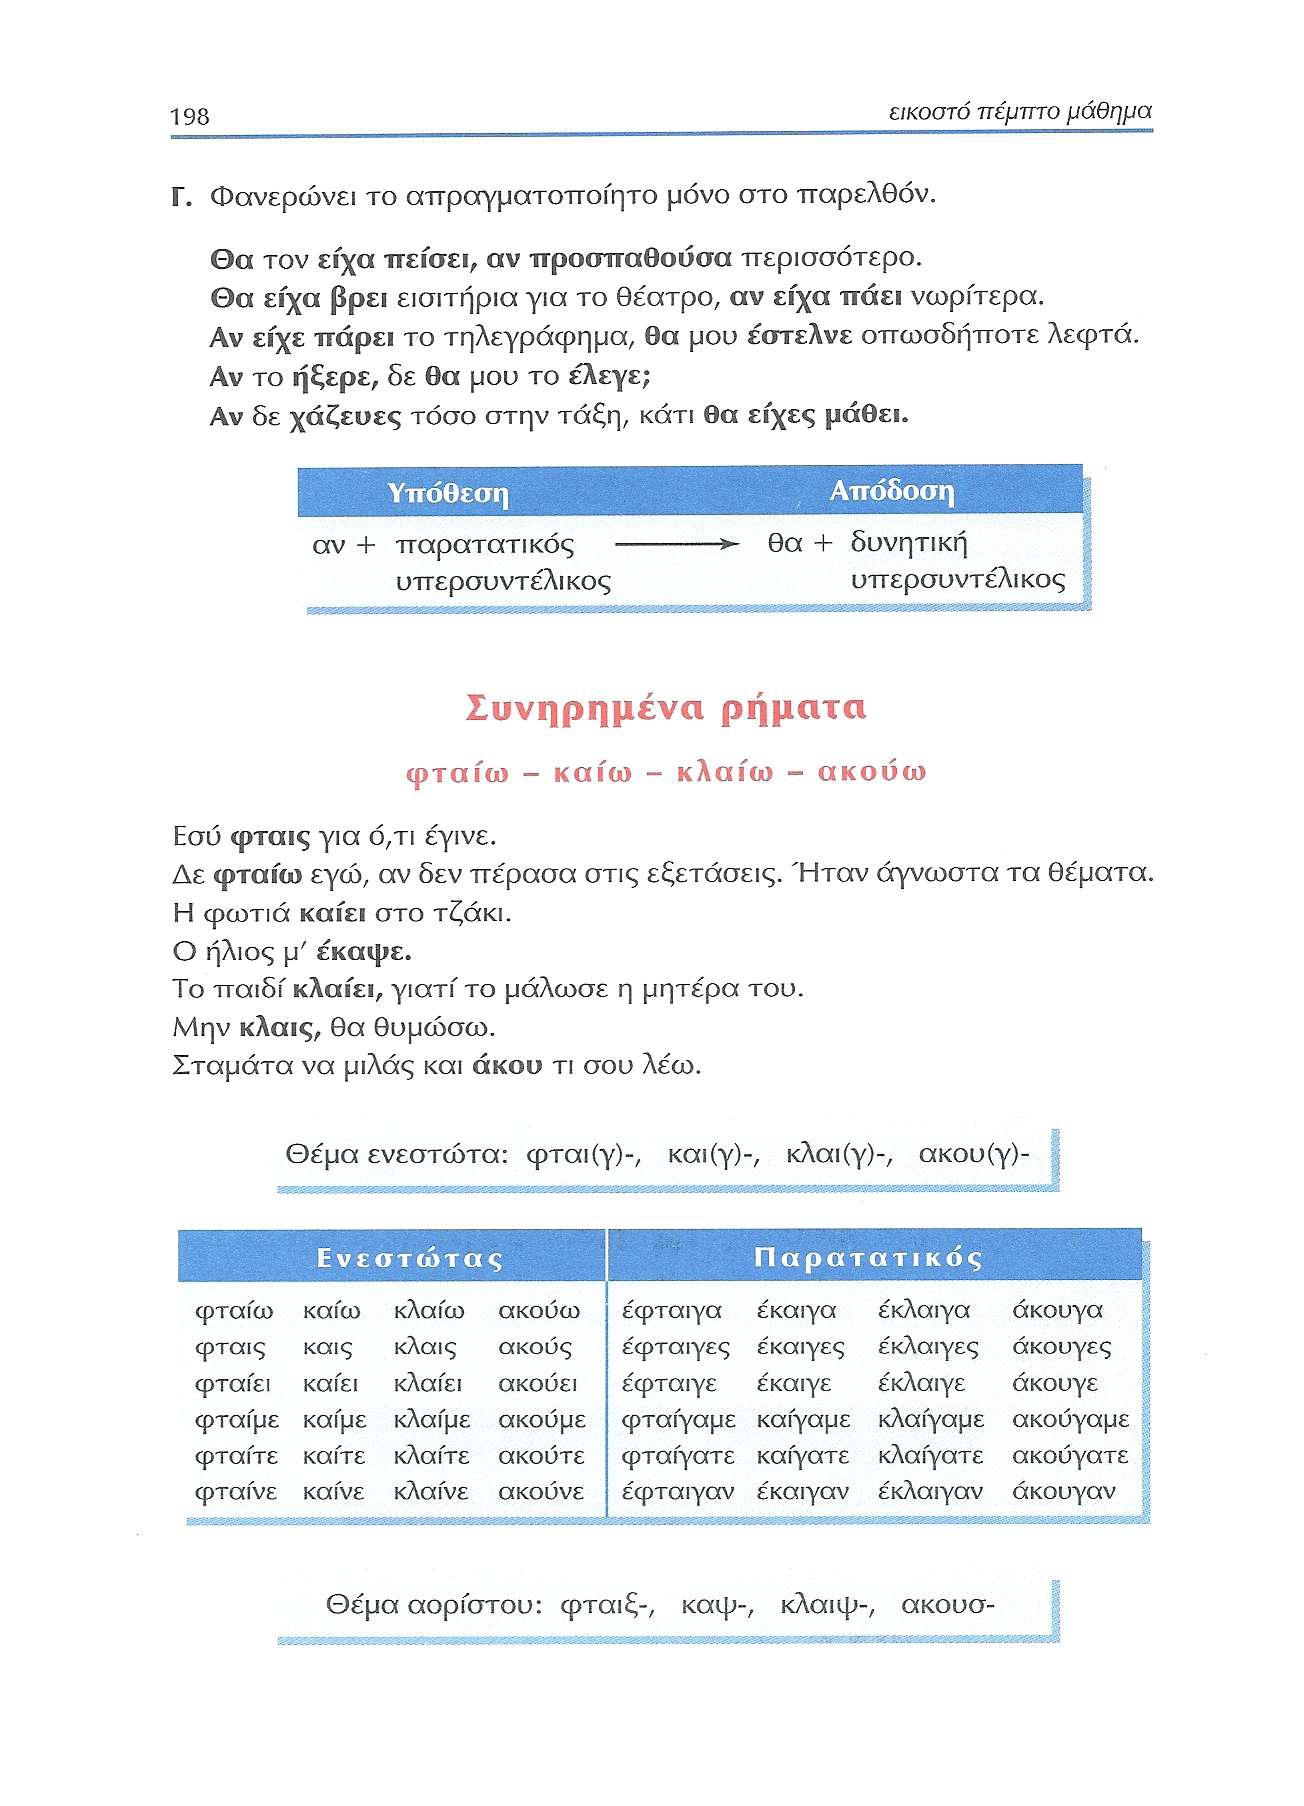 198 εικοστό πέμπτο μάθημα
Γ. Φανερώνει το απραγματοποίητο μόνο στο παρελθόν.
Θα τον είχα πείσει, αν προσπαθούσα περισσότερο.
Θα είχα βρει εισιτήρια για το θέατρο, αν είχα πάει νωρίτερα.
Αν είχε πάρει το τηλεγράφημα, θα μου έστελνε οπωσδήποτε λεφτά.
Αν το ήξερε, δε θα μου το έλεγε;
Αν δε χάζευες τόσο στην τάξη, κάτι θα είχες μάθει.
Υπόθεση Απόδοση
αν + παρατατικός θα + δυνητική
υπερσυντέλικος υπερσυντέλικος
Συνηρημένα ρήματα
φταίω – καίω – κλαίω – ακούω
Εσύ φταις για ό,τι έγινε.
Δε φταίω εγώ, αν δεν πέρασα στις εξετάσεις. Ήταν άγνωστα τα θέματα.
Η φωτιά καίει στο τζάκι.
Ο ήλιος μ' έκαψε.
Το παιδί κλαίει, γιατί το μάλωσε η μητέρα του.
Μην κλαις, θα θυμώσω.
Σταμάτα να μιλάς και άκου τι σου λέω.
Θέμα ενεστώτα: φται(γ)-, και(γ)-, κλαι(γ)-, ακου(γ)-
Ενεστώτας Παρατατικός
φταίω καίω κλαίω ακούω έφταιγα έκαιγα έκλαιγα άκουγα
φταις καις κλαις ακούς έφταιγες έκαιγες έκλαιγες άκουγες
φταίει καίει κλαίει ακούει έφταιγε έκαιγε έκλαιγε άκουγε
φταίμε καίμε κλαίμε ακούμε φταίγαμε καίγαμε κλαίγαμε ακούγαμε
φταίτε καίτε κλαίτε ακούτε φταίγατε καίγατε κλαίγατε ακούγατε
φταίνε καίνε κλαίνε ακούνε έφταιγαν έκαιγαν έκλαιγαν άκουγαν
Θέμα αορίστου: φταιξ-, καψ-, κλαιψ-, ακουσ-